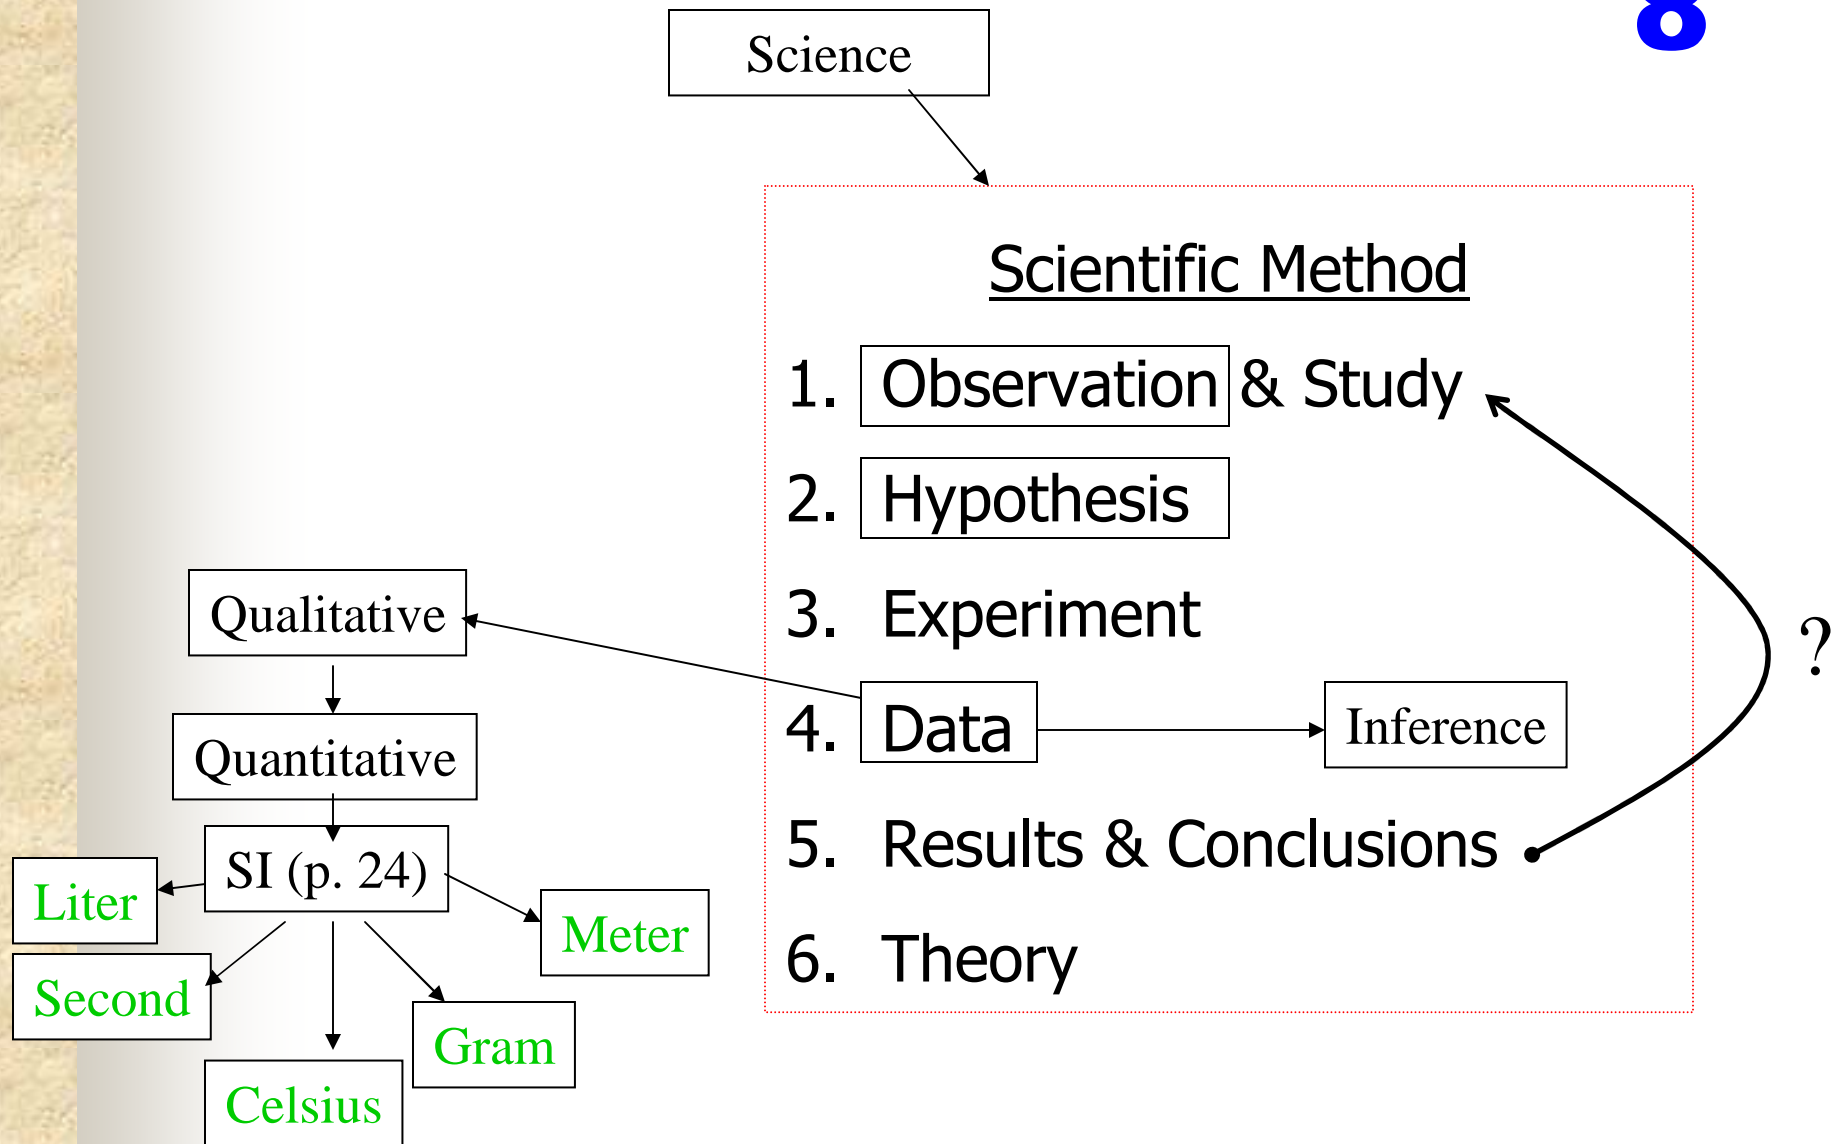 8
Science
Scientific Method
1. Observation & Study
2. Hypothesis
3. Experiment
4. Data
Inference
5. Results & Conclusions
6. Theory
?
Qualitative
Quantitative
SI (p. 24)
Liter
Second
Celsius
Gram
Meter